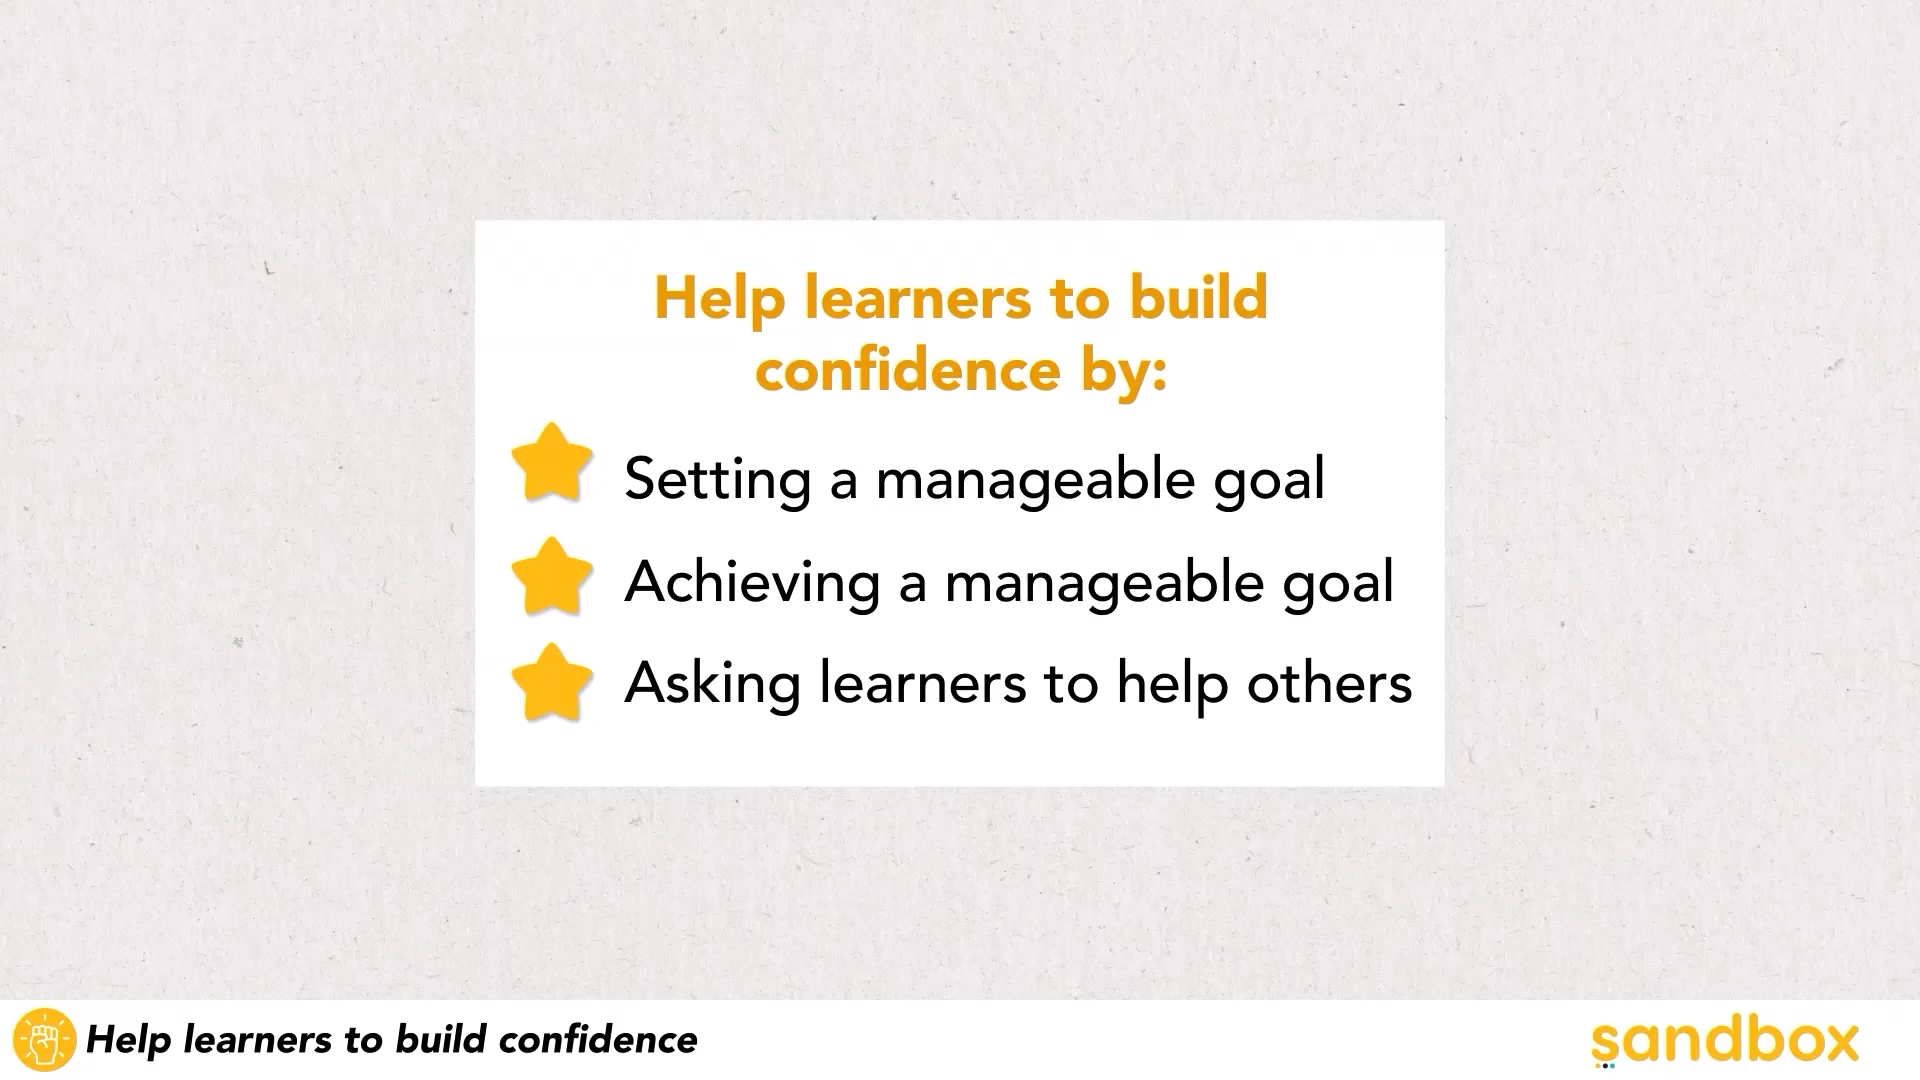 Help learners to build
confidence by:
Setting a manageable goal
Achieving a manageable goal
Asking learners to help others
Help learners to build confidence
sandbox